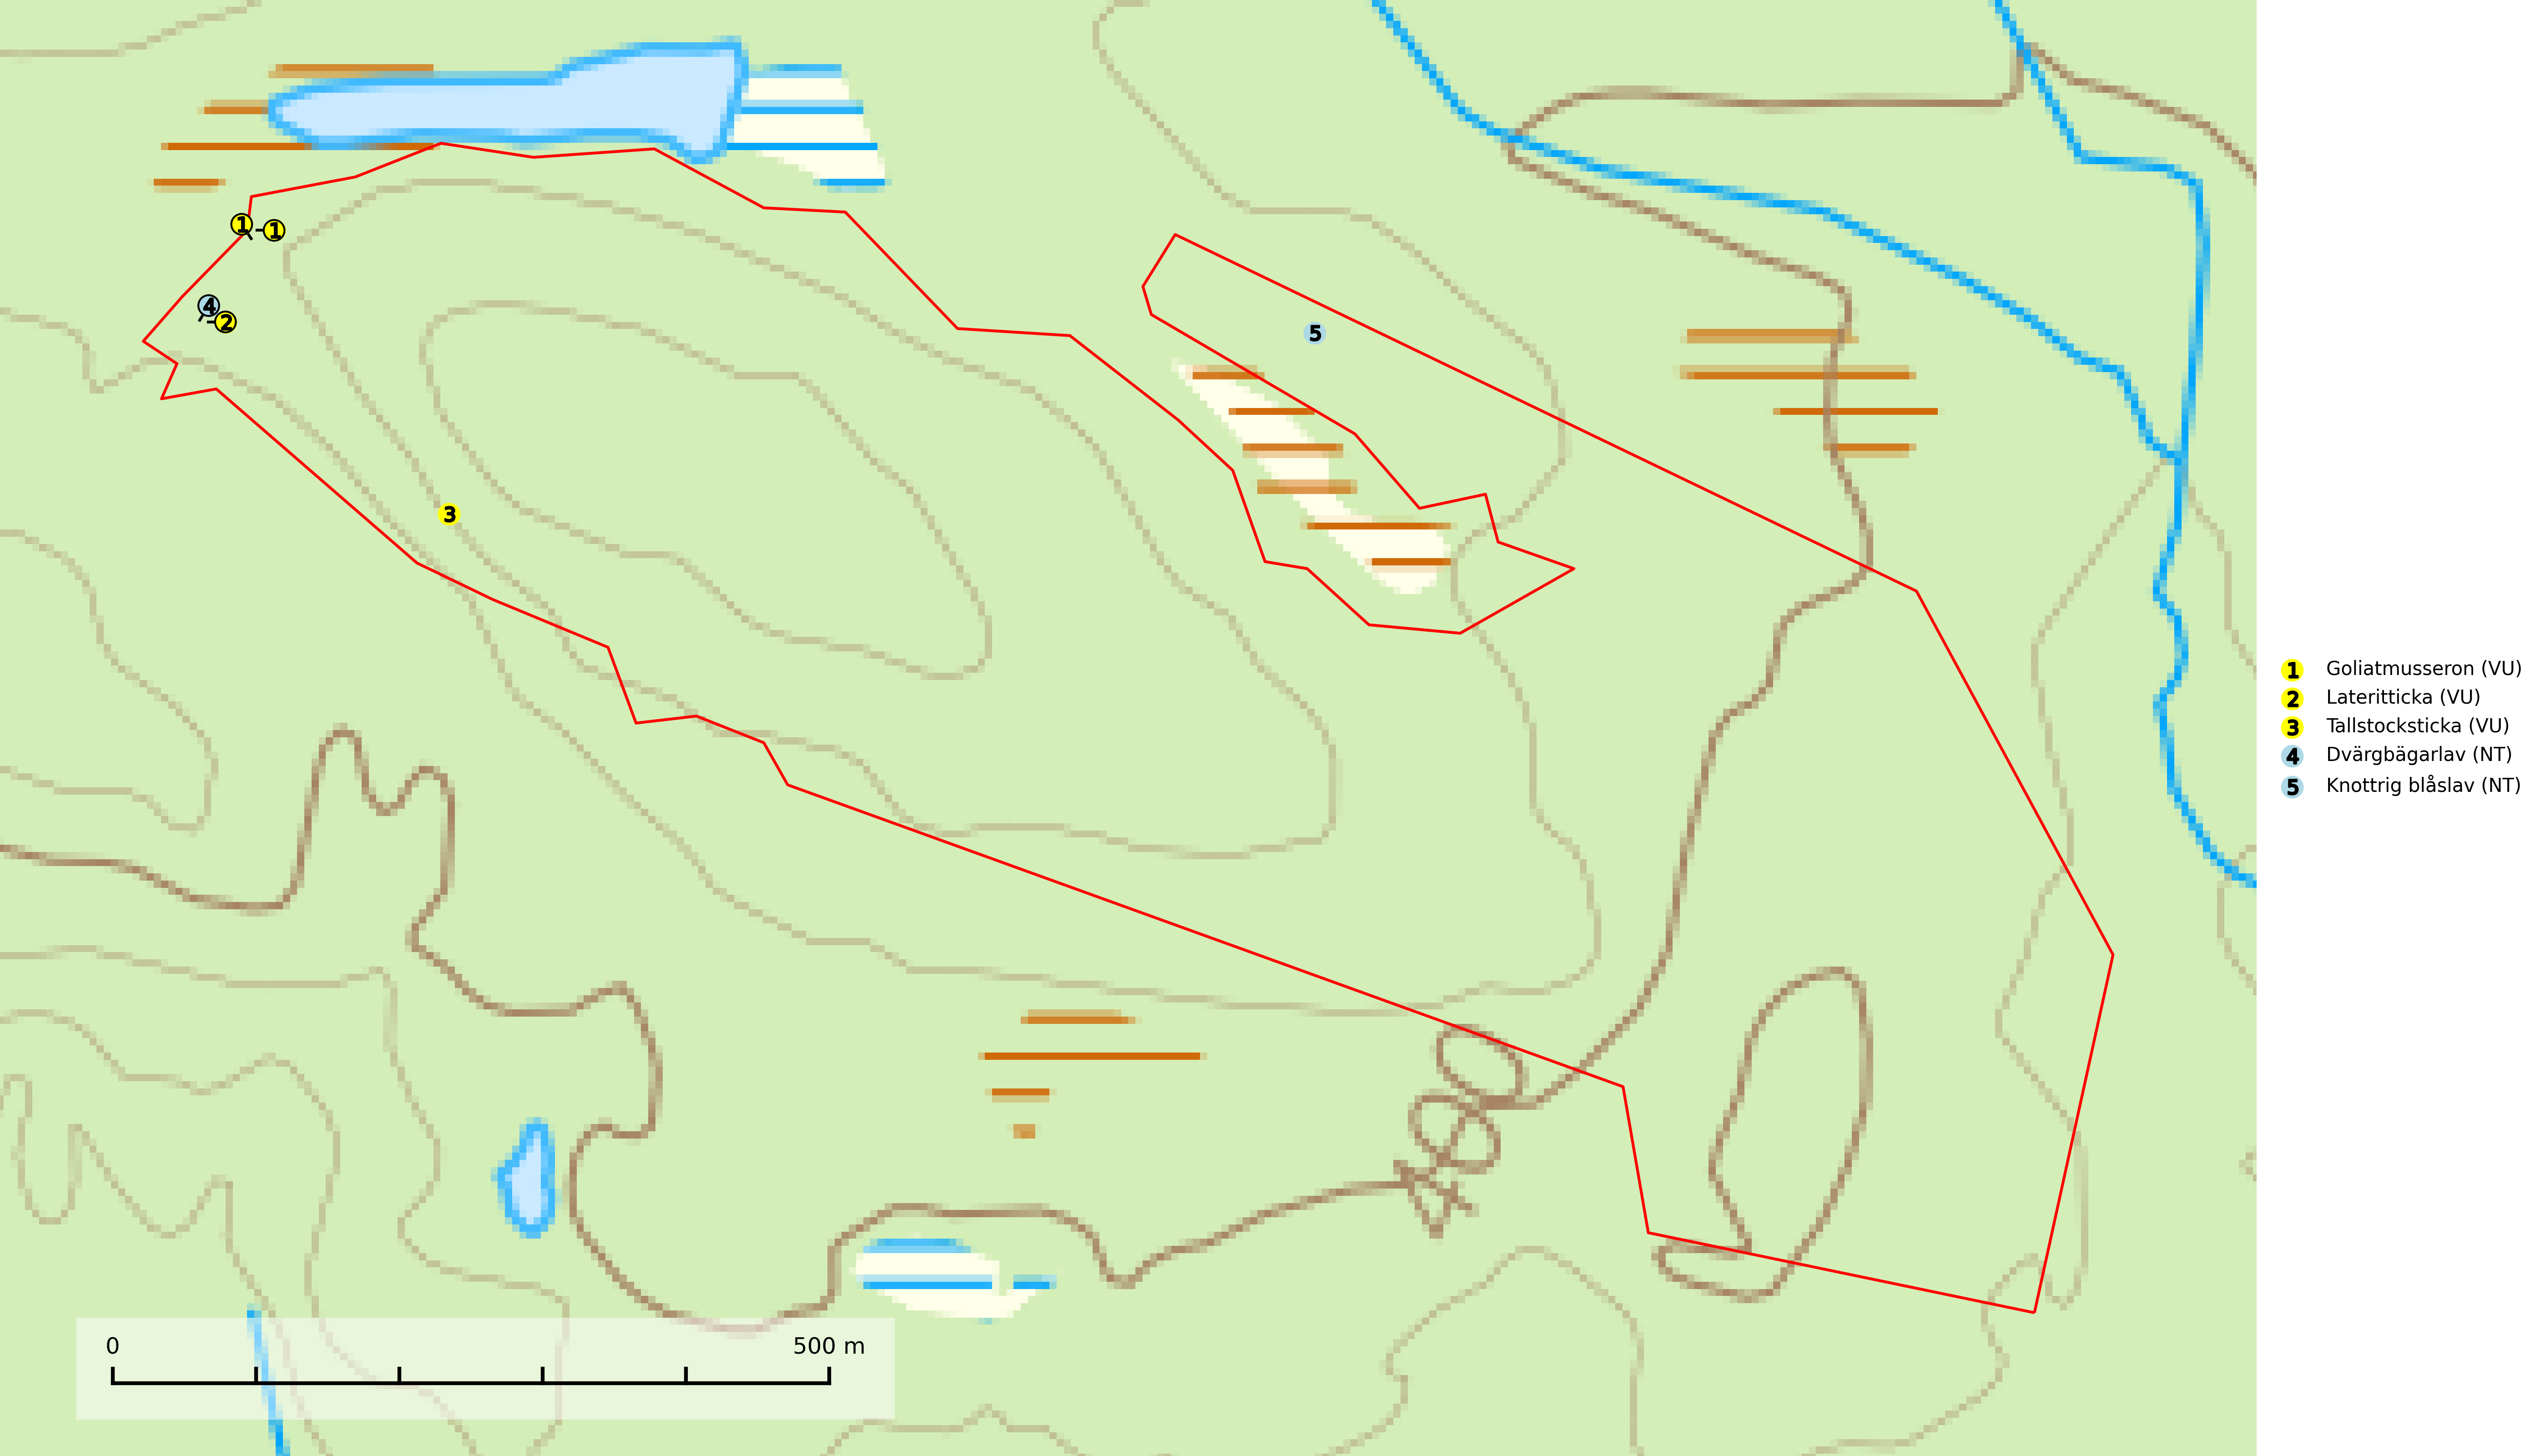 1 1
4
2
5
3
1 Goliatmusseron (VU)
2 Lateritticka (VU)
3 Tallstocksticka (VU)
4 Dvärgbägarlav (NT)
5 Knottrig blåslav (NT)
0 500 m